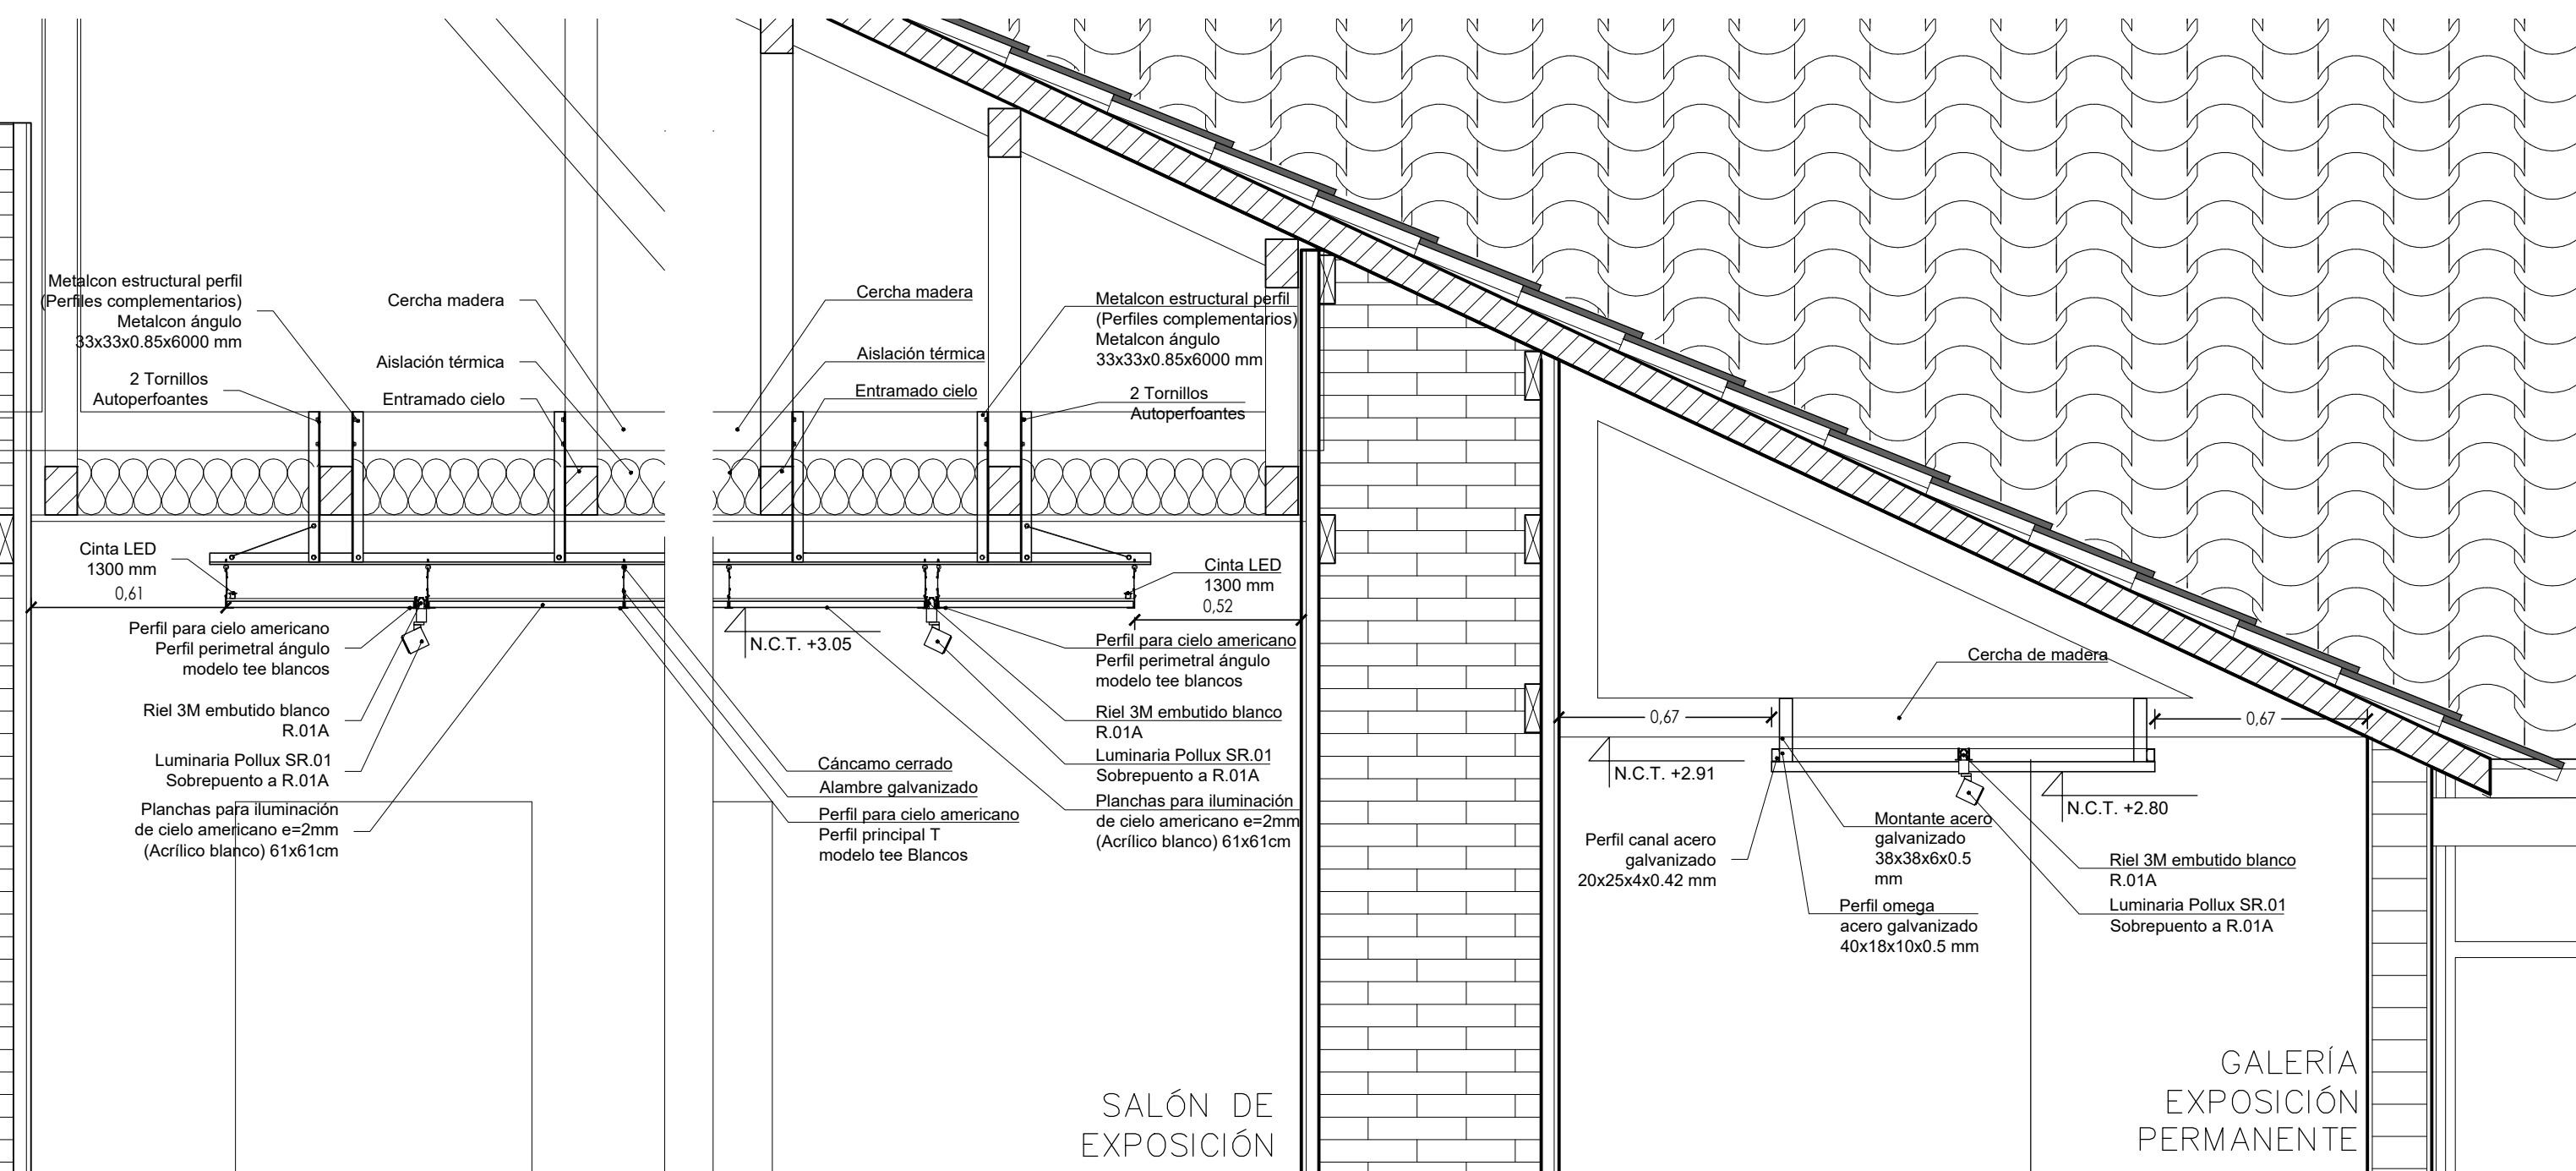 Metalcon estructural perfil
(Perfiles complementarios)
Metalcon ángulo
33x33x0.85x6000 mm
2 Tornillos
Autoperfoantes
Cercha madera
Aislación térmica
Entramado cielo
Cercha madera
Aislación térmica
Entramado cielo
Metalcon estructural perfil
(Perfiles complementarios)
Metalcon ángulo
33x33x0.85x6000 mm
2 Tornillos
Autoperfoantes
Cinta LED
1300 mm
0,61
Perfil para cielo americano
Perfil perimetral ángulo
modelo tee blancos
Riel 3M embutido blanco
R.01A
Luminaria Pollux SR.01
Sobrepuento a R.01A
Planchas para iluminación
de cielo americano e=2mm
(Acrílico blanco) 61x61cm
N.C.T. +3.05
Cáncamo cerrado
Alambre galvanizado
Perfil para cielo americano
Perfil principal T
modelo tee Blancos
Cinta LED
1300 mm
0,52
Perfil para cielo americano
Perfil perimetral ángulo
modelo tee blancos
Riel 3M embutido blanco
R.01A
Luminaria Pollux SR.01
Sobrepuento a R.01A
Planchas para iluminación
de cielo americano e=2mm
(Acrílico blanco) 61x61cm
SALÓN DE
EXPOSICIÓN
Cercha de madera
0,67
0,67
N.C.T. +2.91
N.C.T. +2.80
Perfil canal acero
galvanizado
20x25x4x0.42 mm
Montante acero
galvanizado
38x38x6x0.5
mm
Perfil omega
acero galvanizado
40x18x10x0.5 mm
Riel 3M embutido blanco
R.01A
Luminaria Pollux SR.01
Sobrepuento a R.01A
GALERÍA
EXPOSICIÓN
PERMANENTE